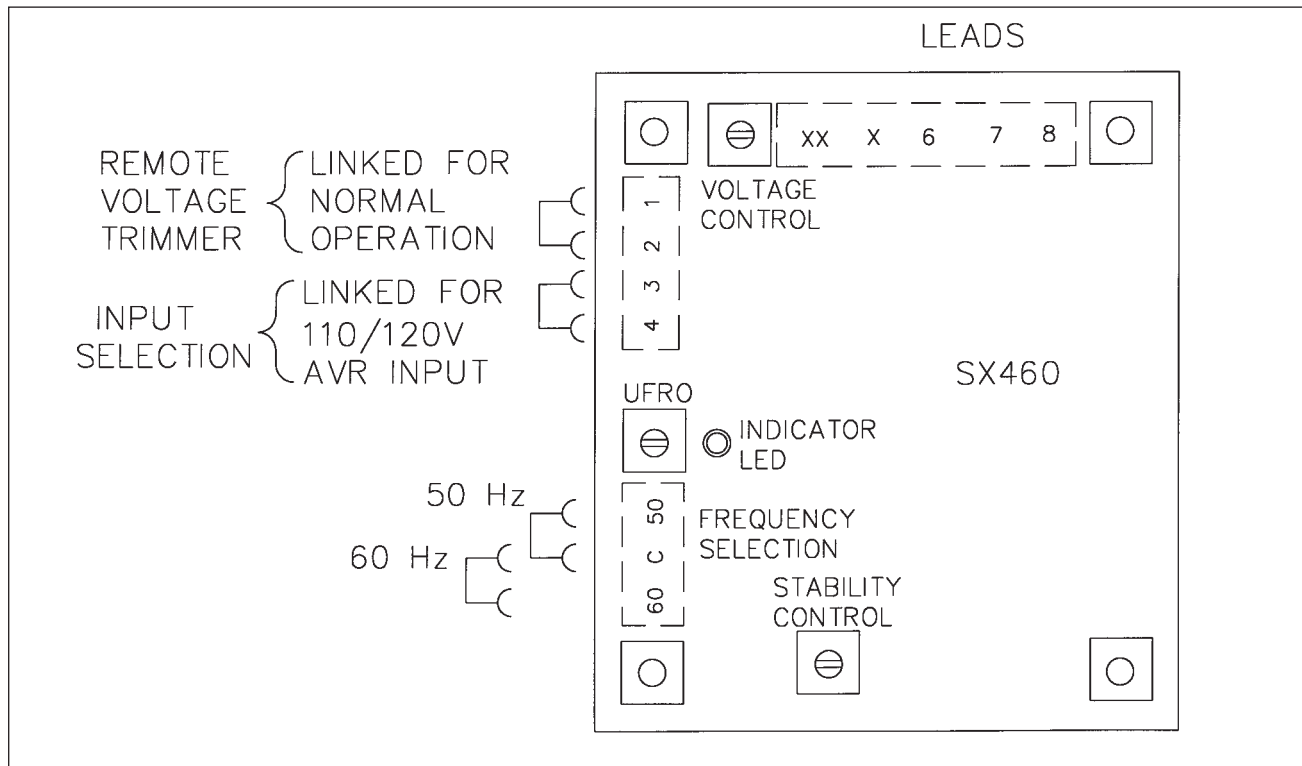 LEADS
XX X 6 7 8
REMOTE
VOLTAGE
TRIMMER
LINKED FOR
NORMAL
OPERATION
1
2
3
4
VOLTAGE
CONTROL
INPUT
SELECTION
LINKED FOR
110/120V
AVR INPUT
SX460
UFRO
INDICATOR
LED
50 Hz
60 Hz
50
C
60
FREQUENCY
SELECTION
STABILITY
CONTROL